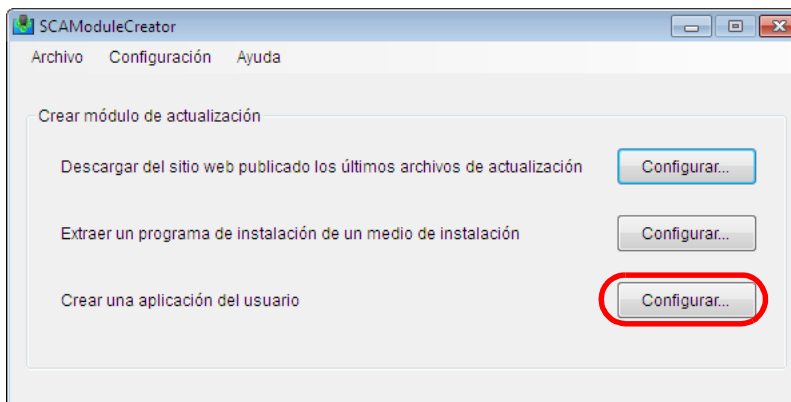 SCAModuleCreator
Archivo Configuración Ayuda
Crear módulo de actualización
Descargar del sitio web publicado los últimos archivos de actualización Configurar...
Extraer un programa de instalación de un medio de instalación Configurar...
Crear una aplicación del usuario Configurar...